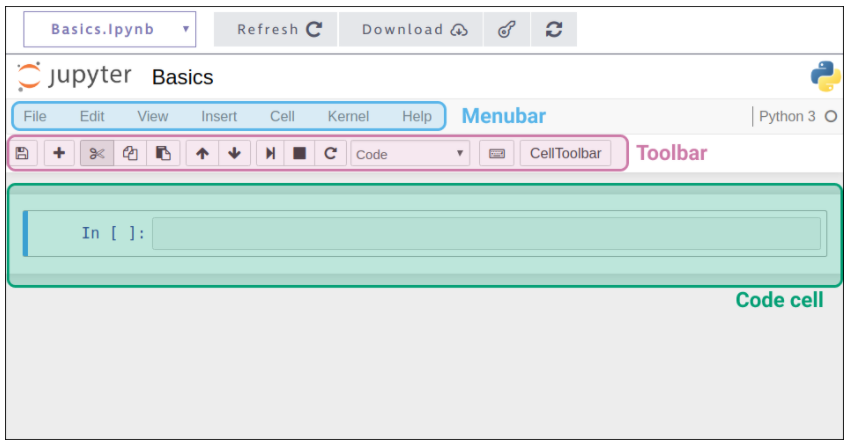 Basics.Ipynb Refresh Download
jupyter Basics
File Edit View Insert Cell Kernel Help Menubar Python 3
Code CellToolbar Toolbar
In [ ]:
Code cell